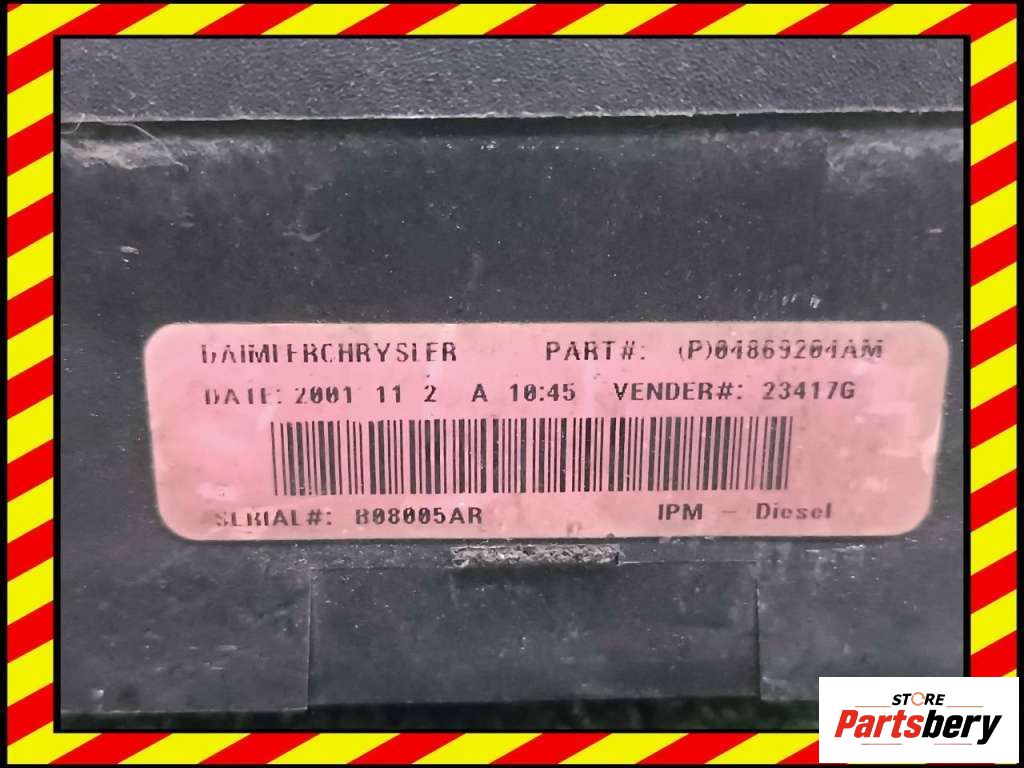 DAIMLERCHRYSLER PART#: (P)04869204AM
DATE: 2001 11 2 A 10:45 VENDER#: 23417G
SERIAL#: B08005AR IPM - Diesel
STORE
Partsbery